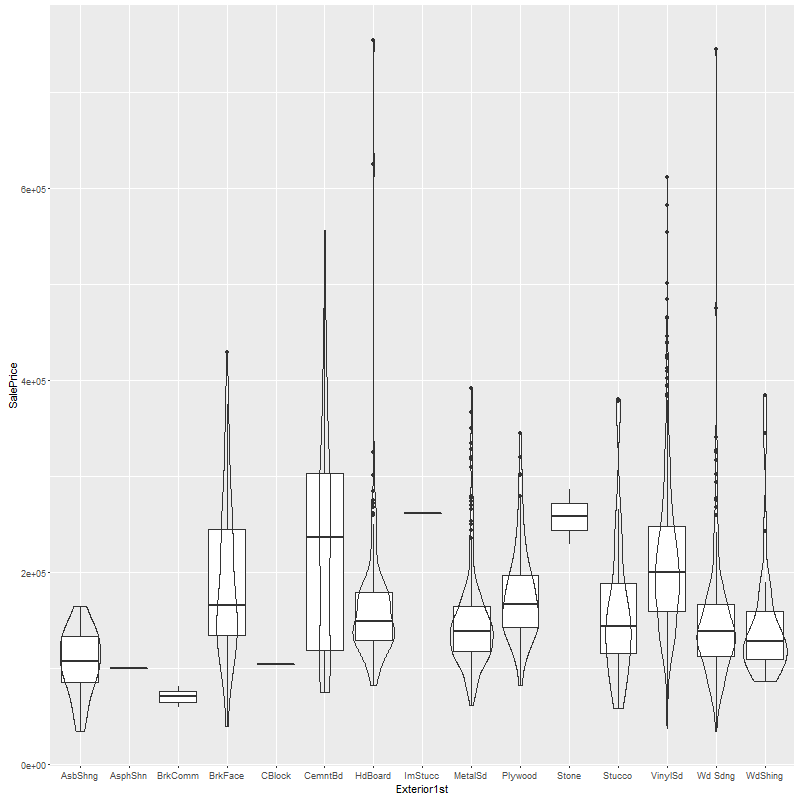 SalePrice
6e+05
4e+05
2e+05
0e+00
AsbShng AsphShn BrkComm BrkFace CBlock CemntBd HdBoard ImStucc MetalSd Plywood Stone Stucco VinylSd Wd Sdng WdShing
Exterior1st